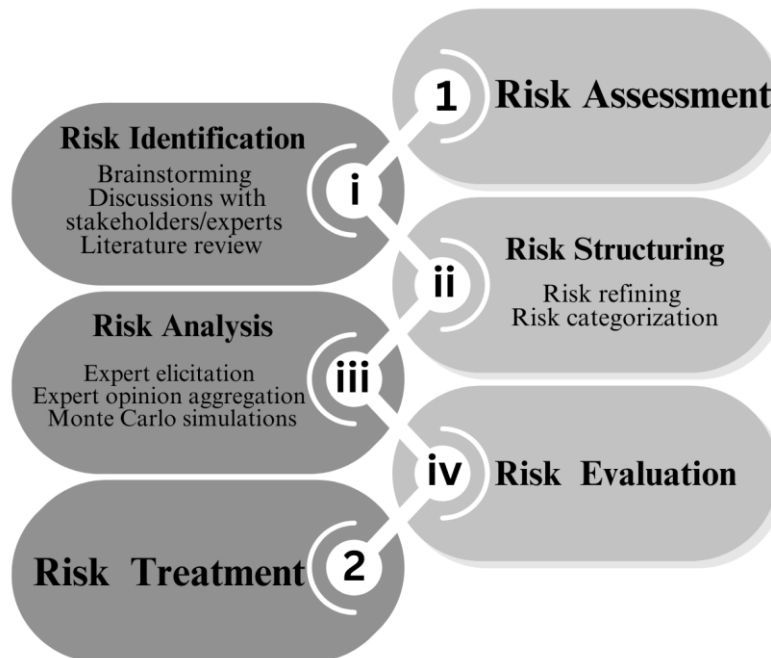 1
Risk Assessment
Risk Identification
Brainstorming
Discussions with
stakeholders/experts
Literature review
i
ii
Risk Structuring
Risk refining
Risk categorization
Risk Analysis
Expert elicitation
Expert opinion aggregation
Monte Carlo simulations
iii
iv
Risk Evaluation
Risk Treatment
2